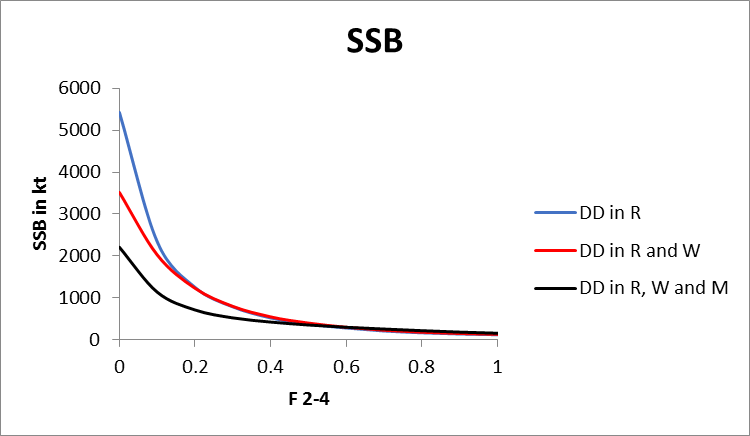 SSB
6000
5000
4000
3000
2000
1000
0
SSB in kt
0 0.2 0.4 0.6 0.8 1
F 2-4
DD in R
DD in R and W
DD in R, W and M